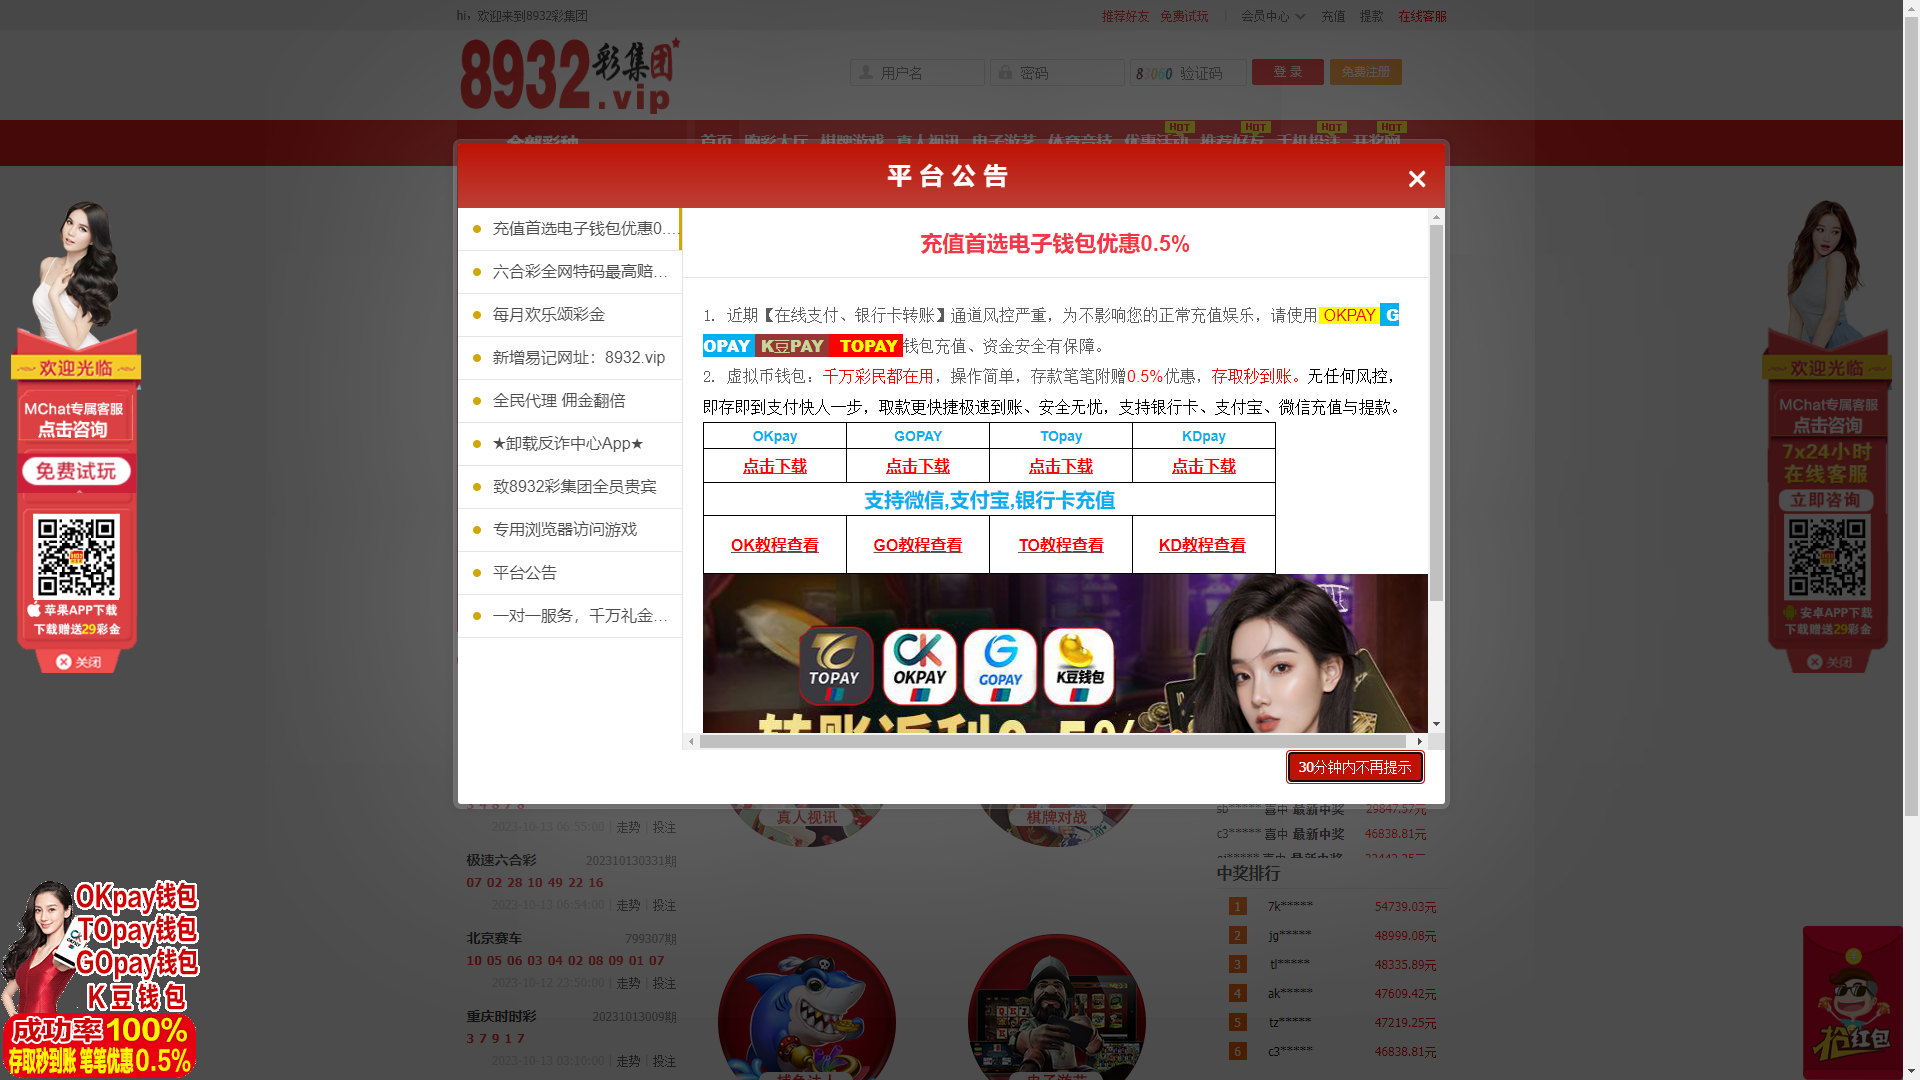 hi，欢迎来到8932彩集团
推荐好友 免费试玩 会员中心 充值 提款 在线客服
8932彩集团
.vip
用户名
密码
验证码
登 录
免费注册
HOT HOT HOT HOT
全部彩种
首页 购彩大厅 棋牌游戏 真人视讯 电子游艺 体育竞技 优惠活动 推荐好友 手机投注 开奖网
平台公告
充值首选电子钱包优惠0.…
六合彩全网特码最高赔…
每月欢乐颂彩金
新增易记网址：8932.vip
全民代理 佣金翻倍
★卸载反诈中心App★
致8932彩集团全员贵宾
专用浏览器访问游戏
平台公告
一对一服务，千万礼金…
充值首选电子钱包优惠0.5%
1. 近期【在线支付、银行卡转账】通道风控严重，为不影响您的正常充值娱乐，请使用 OKPAY G
OPAY K豆PAY TOPAY 钱包充值、资金安全有保障。
2. 虚拟币钱包：千万彩民都在用，操作简单，存款笔笔附赠0.5%优惠，存取秒到账。无任何风控，
即存即到支付快人一步，取款更快捷极速到账、安全无忧，支持银行卡、支付宝、微信充值与提款。
OKpay GOPAY TOpay KDpay
点击下载 点击下载 点击下载 点击下载
支持微信,支付宝,银行卡充值
OK教程查看 GO教程查看 TO教程查看 KD教程查看
TOPAY OKPAY GOPAY K豆钱包
转账返利0.5%
30分钟内不再提示
欢迎光临
MChat专属客服
点击咨询
免费试玩
苹果APP下载
下载赠送29彩金
关闭
欢迎光临
MChat专属客服
点击咨询
7x24小时
在线客服
立即咨询
安卓APP下载
下载赠送29彩金
关闭
OKpay钱包
TOpay钱包
GOpay钱包
K豆钱包
成功率100%
存取秒到账 笔笔优惠0.5%
2023-10-13 06:55:00 | 走势 | 投注
极速六合彩 202310130331期
07 02 28 10 49 22 16
2023-10-13 06:54:00 | 走势 | 投注
北京赛车 799307期
10 05 06 03 04 02 08 09 01 07
2023-10-12 23:50:00 | 走势 | 投注
重庆时时彩 20231013009期
3 7 9 1 7
2023-10-13 03:10:00 | 走势 | 投注
真人视讯
棋牌对战
捕鱼达人
电子游艺
sb***** 喜中 最新中奖 29847.57元
c3***** 喜中 最新中奖 46838.81元
中奖排行
1 7k***** 54739.03元
2 jg***** 48999.08元
3 tl***** 48335.89元
4 ak***** 47609.42元
5 tz***** 47219.25元
6 c3***** 46838.81元
抢红包